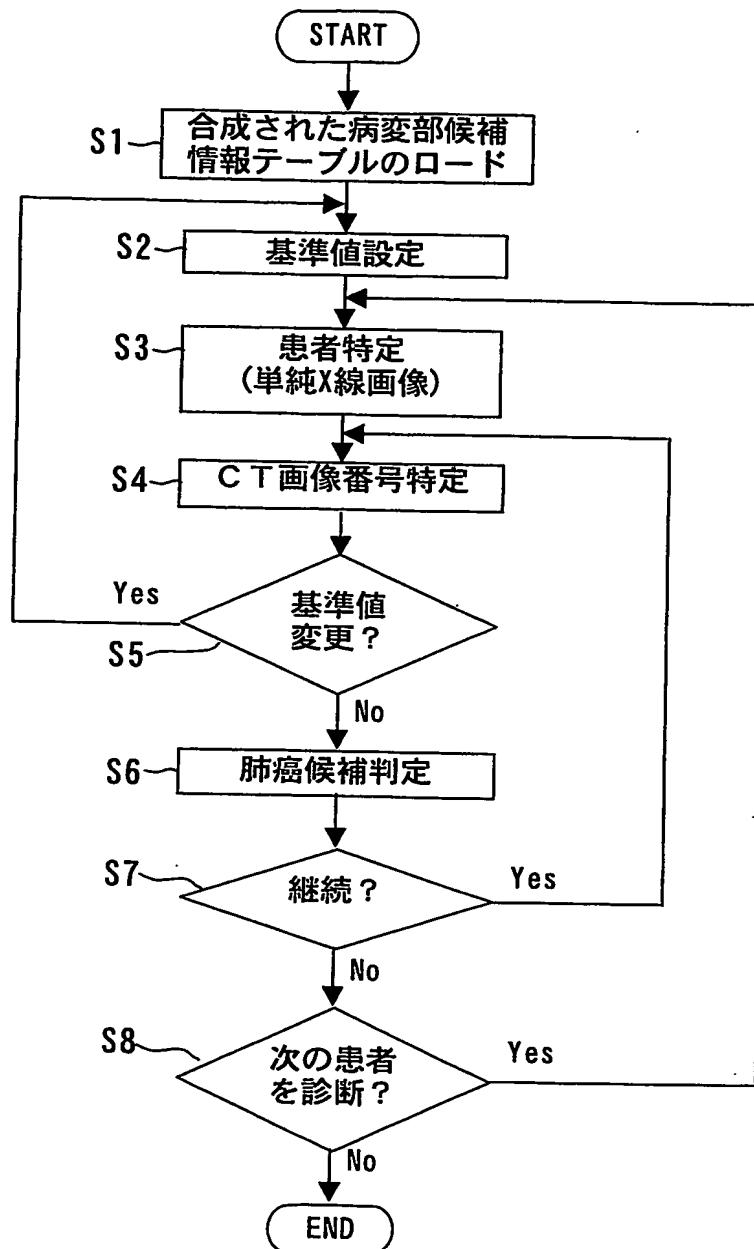 START
S1
合成された病変部候補
情報テーブルのロード
S2
基準値設定
S3
患者特定
(単純X線画像)
S4
CT画像番号特定
Yes
基準値
変更?
S5
No
S6
肺癌候補判定
S7
継続?
Yes
No
S8
次の患者
を診断?
Yes
No
END